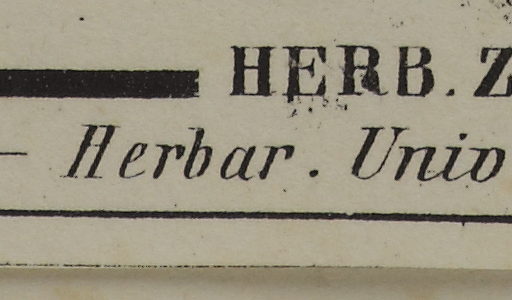 HERB. Z
— Herbar. Univ